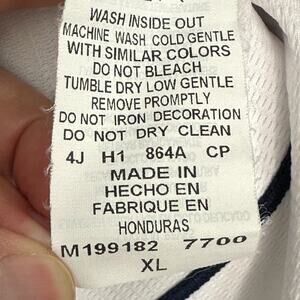 WASH INSIDE OUT
MACHINE WASH COLD GENTLE
WITH SIMILAR COLORS
DO NOT BLEACH
TUMBLE DRY LOW GENTLE
REMOVE PROMPTLY
DO NOT IRON DECORATION
DO NOT DRY CLEAN
4J H1 864A CP
MADE IN
HECHO EN
FABRIQUE EN
HONDURAS
M199182 7700
XL